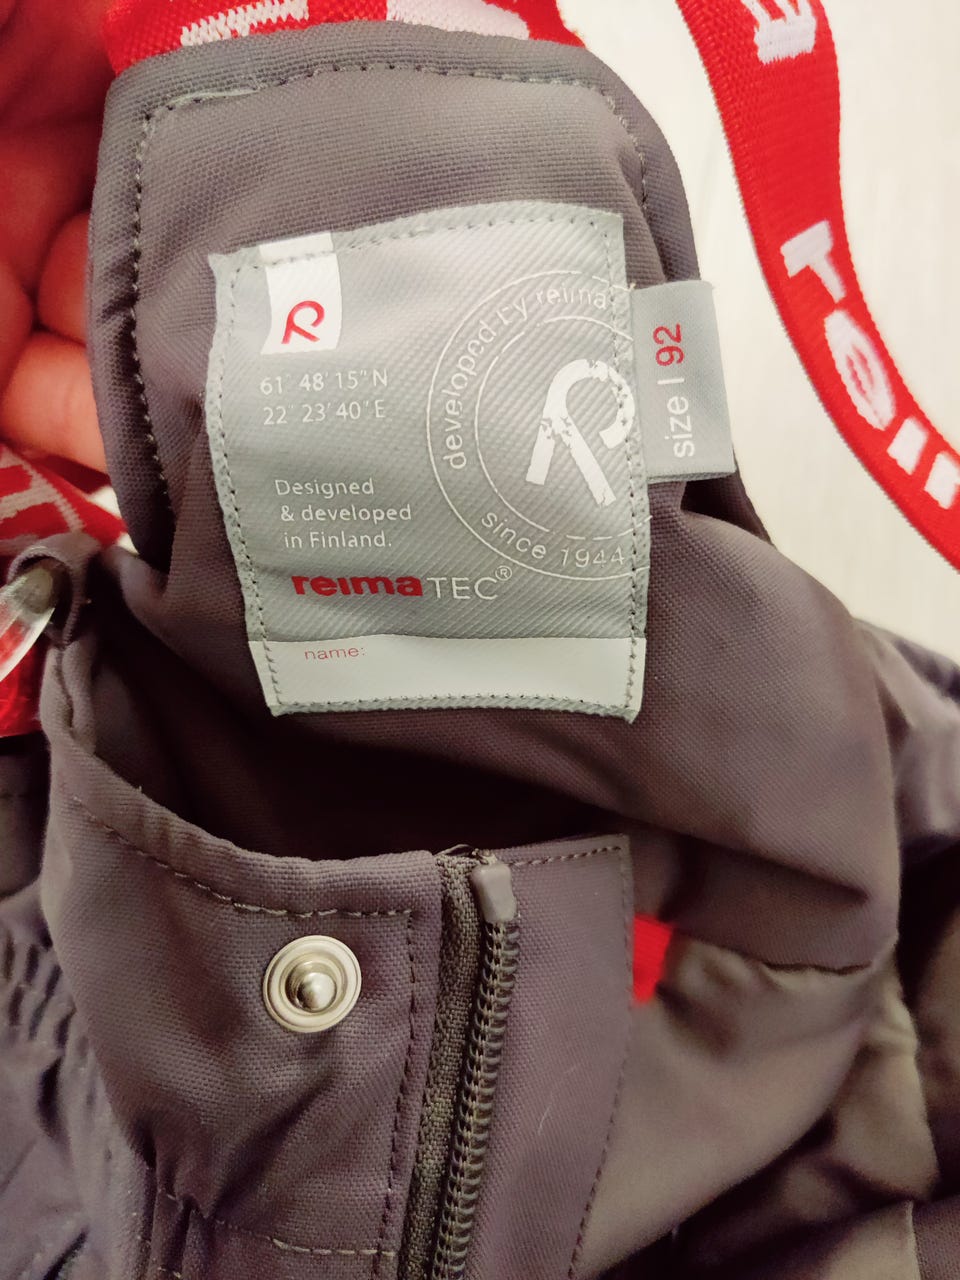 developed by reima
61° 48' 15" N
22° 23' 40" E
size | 92
Designed
& developed
in Finland.
since 1944
reimaTEC®
name:
rei